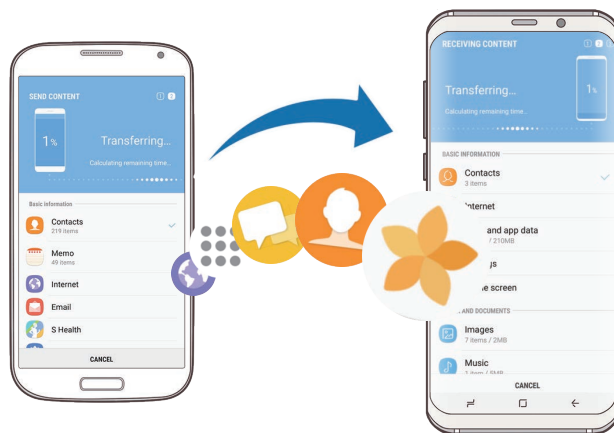 SEND CONTENT
1%
Transferring...
Calculating remaining time...
Basic information
Contacts
219 items
Memo
49 items
Internet
Email
S Health
CANCEL
RECEIVING CONTENT
Transferring...
1%
Calculating remaining time...
BASIC INFORMATION
Contacts
3 items
nternet
and app data
/ 210MB
gs
e screen
AND DOCUMENTS
Images
7 items / 2MB
Music
CANCEL